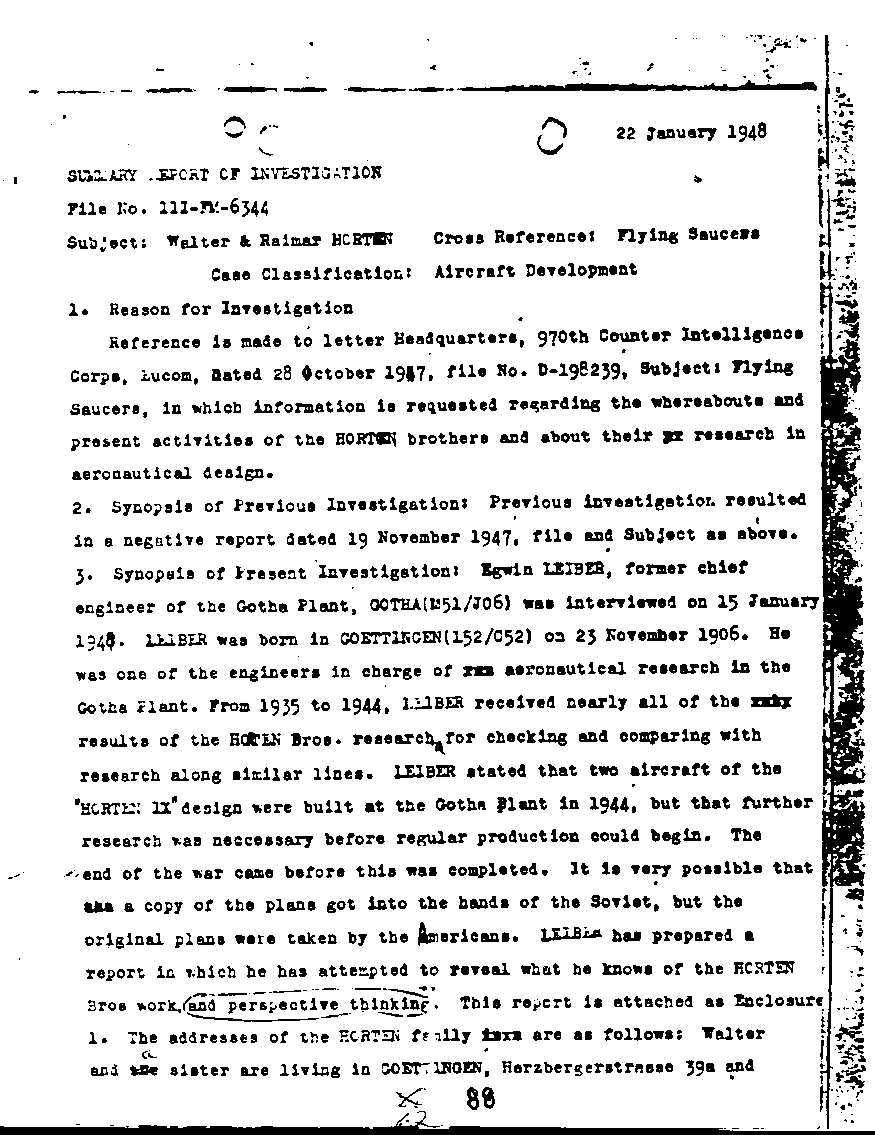 22 January 1948
SUMMARY REPORT OF INVESTIGATION
File No. 111-
-6344
Subject: Walter & Raimar HORTEN Cross Reference: Flying Saucers
Case Classification: Aircraft Development
1. Reason for Investigation
Reference is made to letter Headquarters, 970th Counter Intelligence
Corps, Eucom, Dated 28 October 1947, file No. D-198239, Subject: Flying
Saucers, in which information is requested regarding the whereabouts and
present activities of the HORTEN brothers and about their research in
aeronautical design.
2. Synopsis of Previous Investigation: Previous investigation resulted
in a negative report dated 19 November 1947, file and Subject as above.
3. Synopsis of Present Investigation: Egwin LEIBER, former chief
engineer of the Gotha Plant, GOTHA(M51/J06) was interviewed on 15 January
1948. LEIBER was born in GOETTINGEN(152/C52) on 23 November 1906. He
was one of the engineers in charge of aeronautical research in the
Gotha Plant. From 1935 to 1944, LEIBER received nearly all of the
results of the HORTEN Bros. research for checking and comparing with
research along similar lines. LEIBER stated that two aircraft of the
"HORTEN IX" design were built at the Gotha Plant in 1944, but that further
research was neccessary before regular production could begin. The
end of the war came before this was completed. It is very possible that
a copy of the plans got into the hands of the Soviet, but the
original plans were taken by the Americans. LEIBER has prepared a
report in which he has attempted to reveal what he knows of the HORTEN
Bros work, and perspective thinking. This report is attached as Enclosure
1. The addresses of the HORTEN family are as follows: Walter
and a sister are living in GOETTINGEN, Herzbergerstrasse 39a and
88